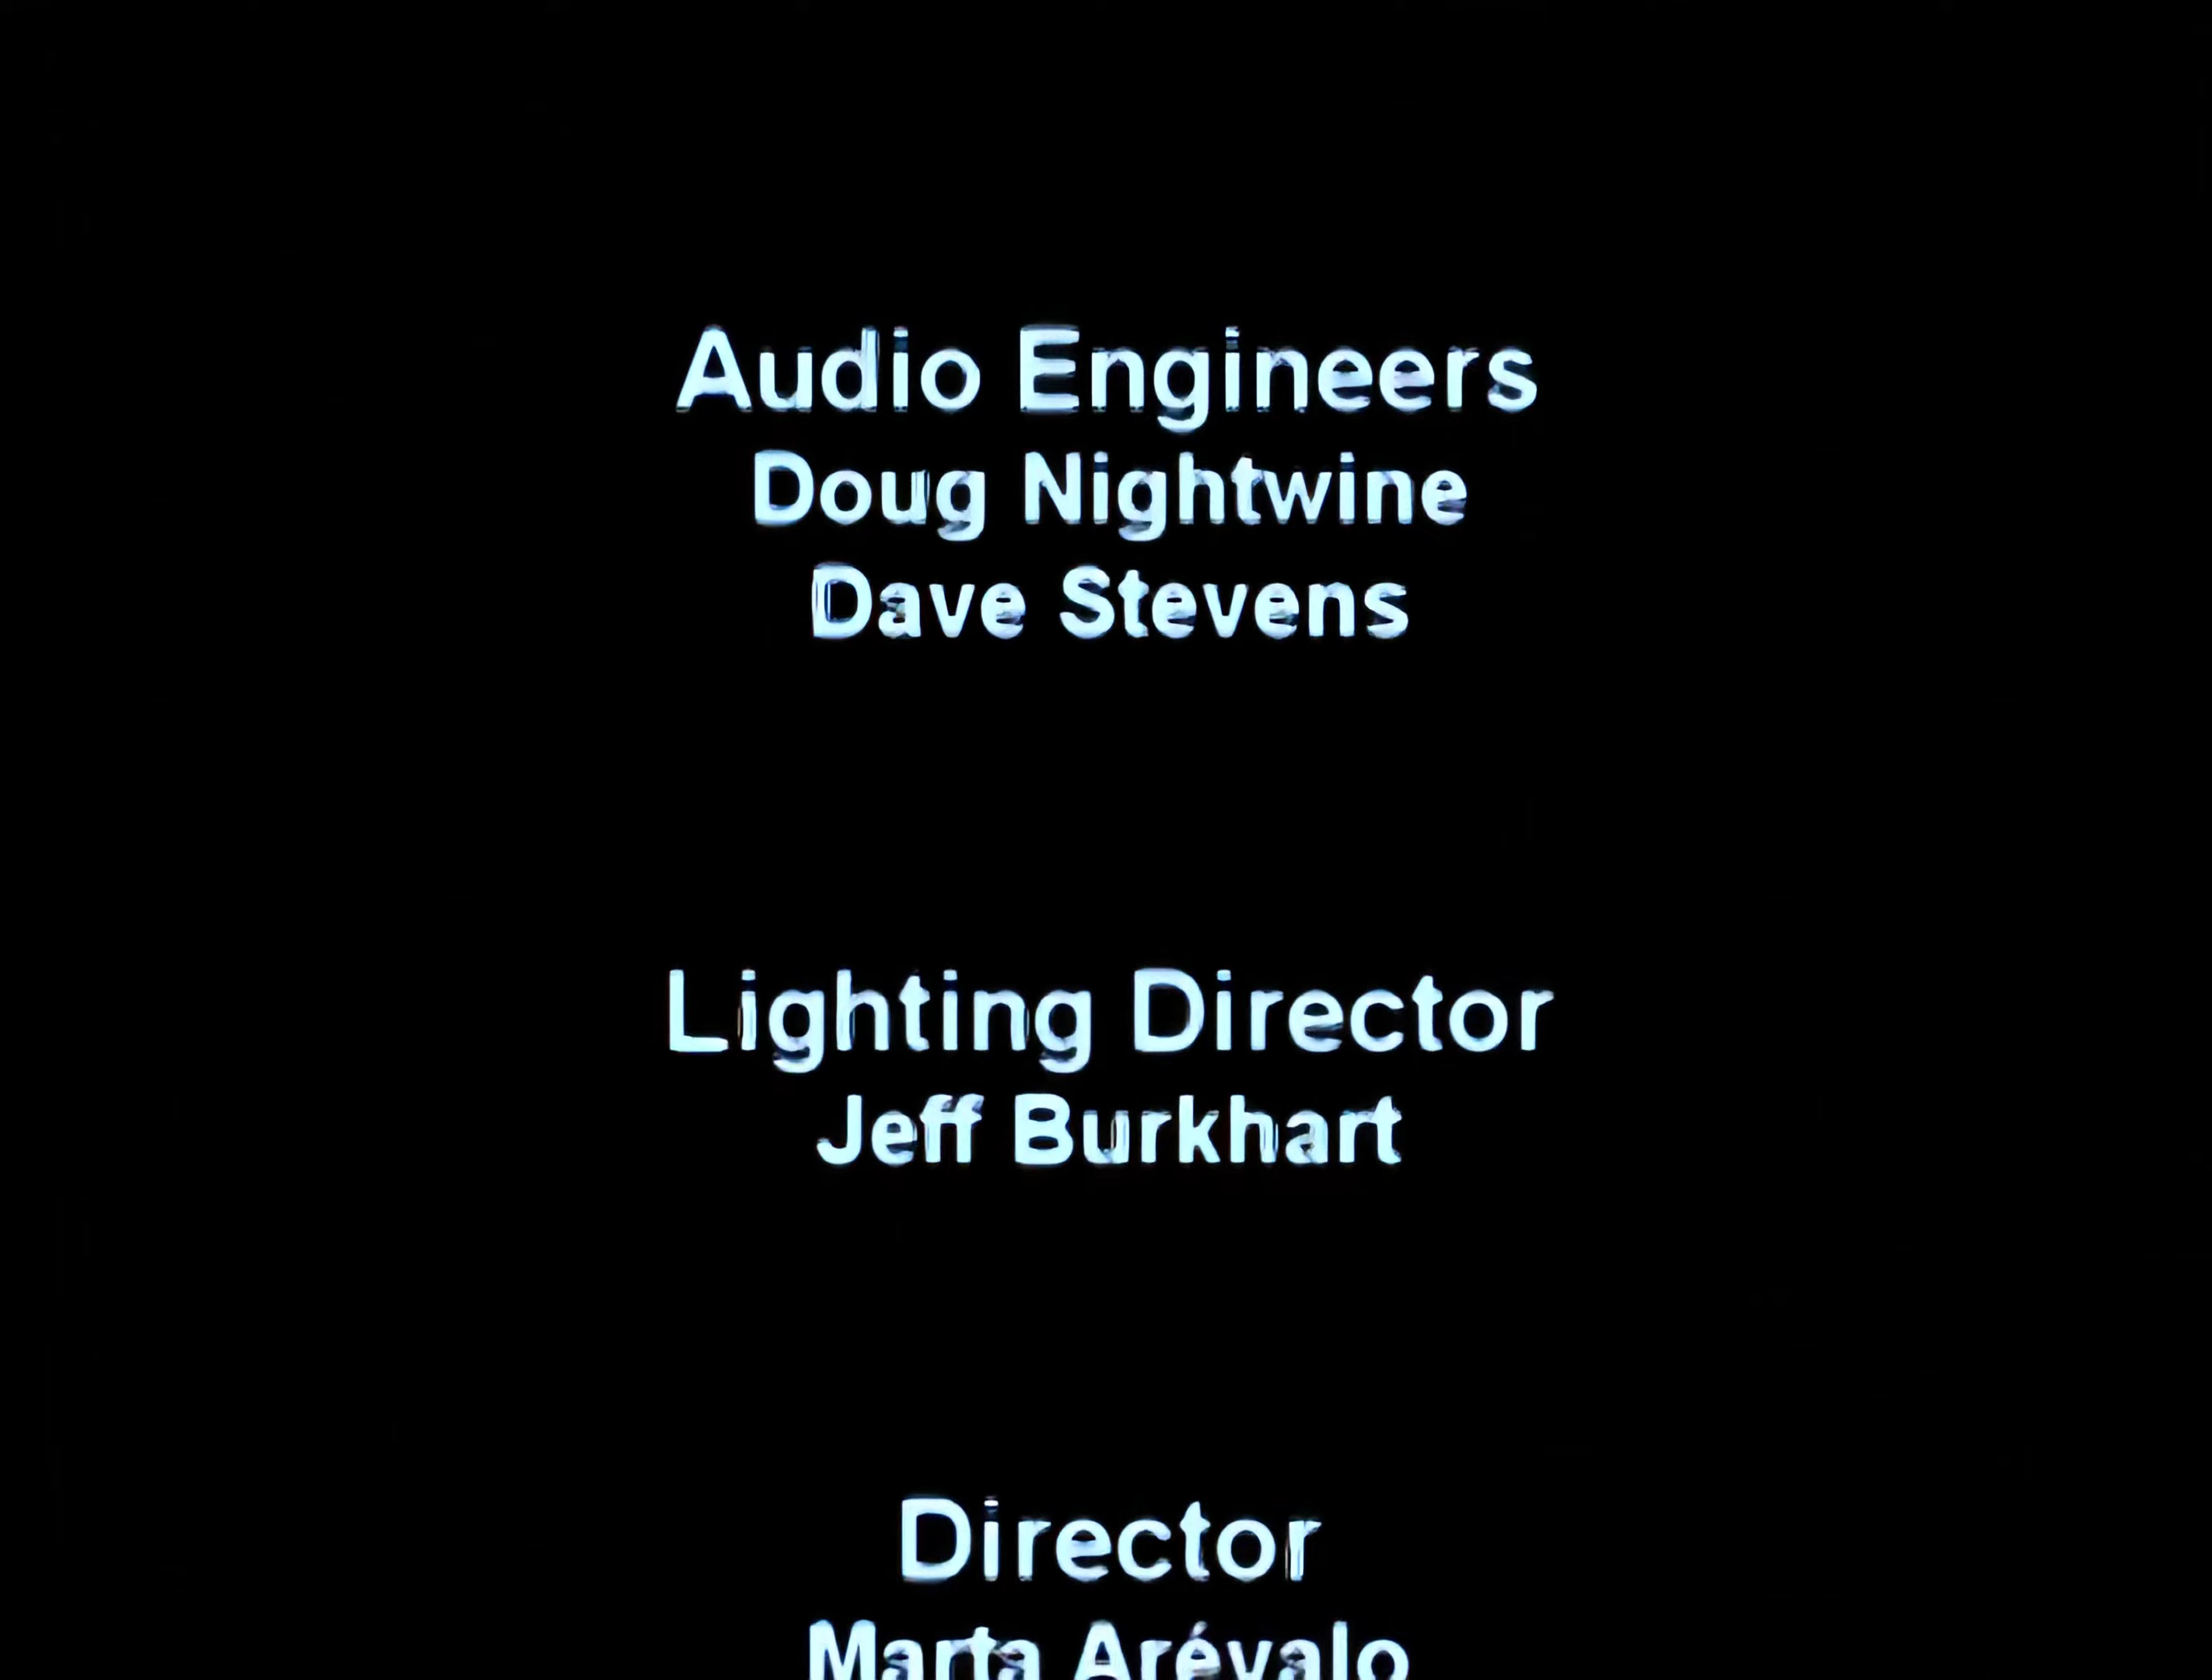 Audio Engineers
Doug Nightwine
Dave Stevens
Lighting Director
Jeff Burkhart
Director
Marta Arévalo